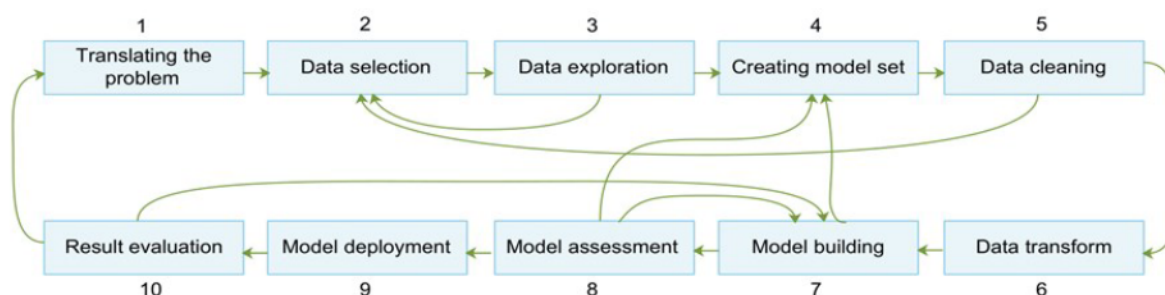 1 2 3 4 5
Translating the
problem
Data selection
Data exploration
Creating model set
Data cleaning
Result evaluation
Model deployment
Model assessment
Model building
Data transform
10 9 8 7 6